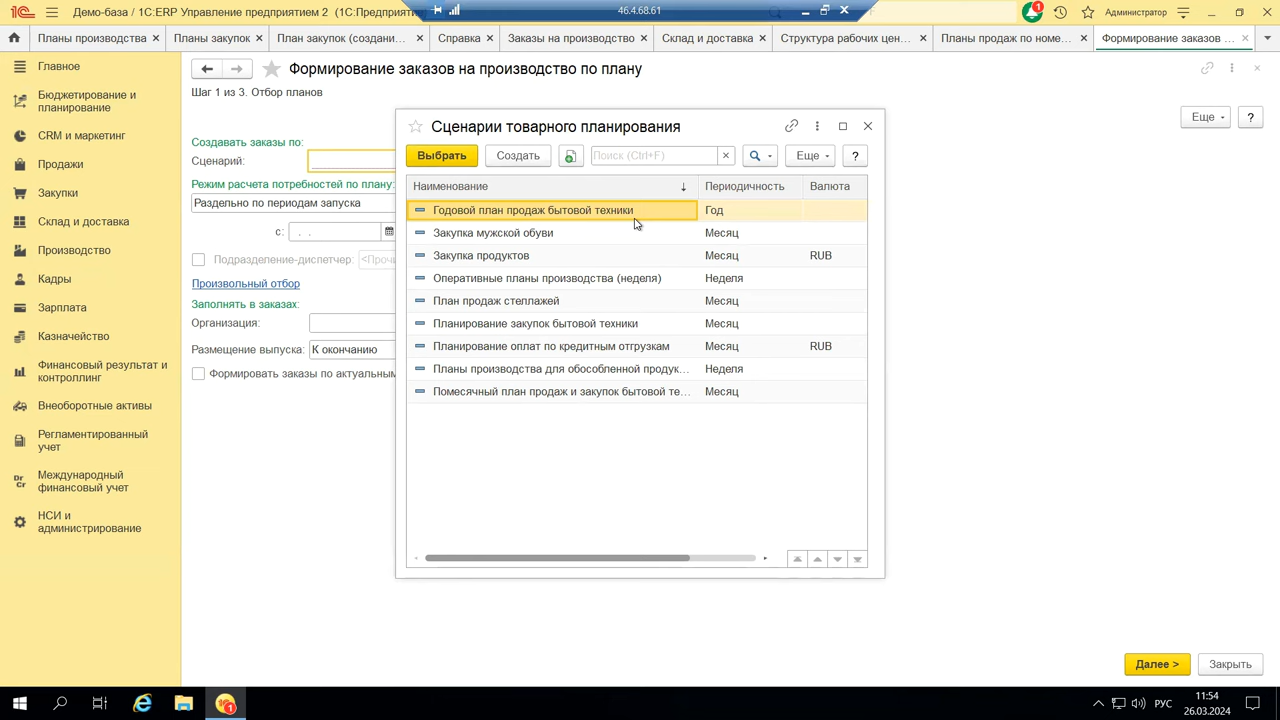 Демо-база / 1С:ERP Управление предприятием 2 (1С:Предприяти
46.4.68.61
1
Администратор
Планы производства
Планы закупок
План закупок (создани...
Справка
Заказы на производство
Склад и доставка
Структура рабочих цен...
Планы продаж по номе...
Формирование заказов ...
Главное
Бюджетирование и
планирование
CRM и маркетинг
Продажи
Закупки
Склад и доставка
Производство
Кадры
Зарплата
Казначейство
Финансовый результат и
контроллинг
Внеоборотные активы
Регламентированный
учет
Dr
Cr
Международный
финансовый учет
НСИ и
администрирование
Формирование заказов на производство по плану
Шаг 1 из 3. Отбор планов
Еще
?
Создавать заказы по:
Сценарий:
Режим расчета потребностей по плану:
Раздельно по периодам запуска
с:
. .
Подразделение-диспетчер:
<Проч
Произвольный отбор
Заполнять в заказах:
Организация:
Размещение выпуска:
К окончанию
Формировать заказы по актуальным
Сценарии товарного планирования
Выбрать
Создать
Поиск (Ctrl+F)
Еще
?
Наименование
Периодичность
Валюта
Годовой план продаж бытовой техники
Год
Закупка мужской обуви
Месяц
Закупка продуктов
Месяц
RUB
Оперативные планы производства (неделя)
Неделя
План продаж стеллажей
Месяц
Планирование закупок бытовой техники
Месяц
Планирование оплат по кредитным отгрузкам
Месяц
RUB
Планы производства для обособленной продук...
Неделя
Помесячный план продаж и закупок бытовой те...
Месяц
Далее >
Закрыть
1
РУС
11:54
26.03.2024